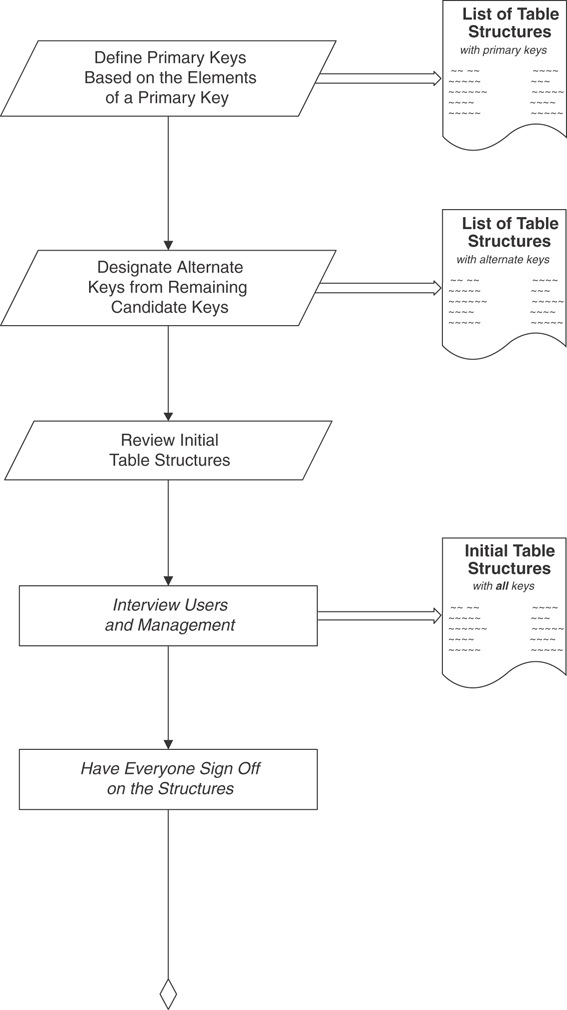 Define Primary Keys
Based on the Elements
of a Primary Key
List of Table
Structures
with primary keys
Designate Alternate
Keys from Remaining
Candidate Keys
List of Table
Structures
with alternate keys
Review Initial
Table Structures
Interview Users
and Management
Initial Table
Structures
with all keys
Have Everyone Sign Off
on the Structures